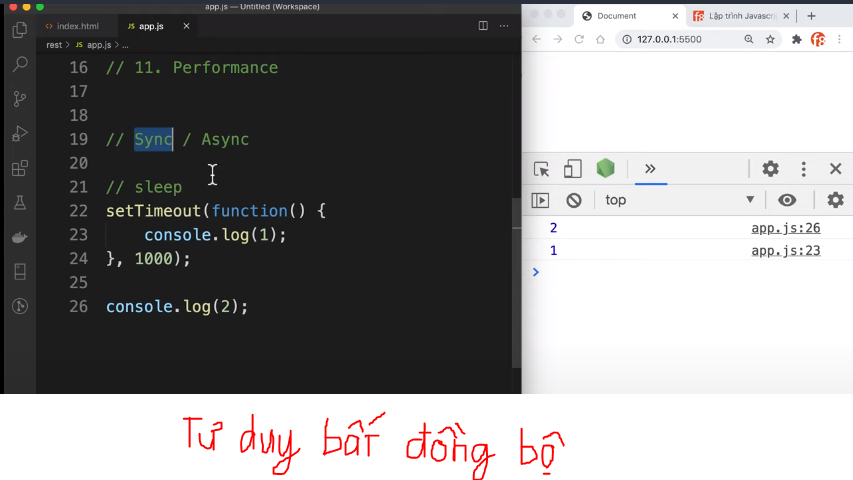 app.js — Untitled (Workspace)
index.html
JS app.js
Document
Lập trình Javascrip
rest > JS app.js > ...
127.0.0.1:5500
16 // 11. Performance
17
18
19 // Sync / Async
20
21 // sleep
22 setTimeout(function() {
23 console.log(1);
24 }, 1000);
25
26 console.log(2);
top
2 app.js:26
1 app.js:23
Tư duy bất đồng bộ